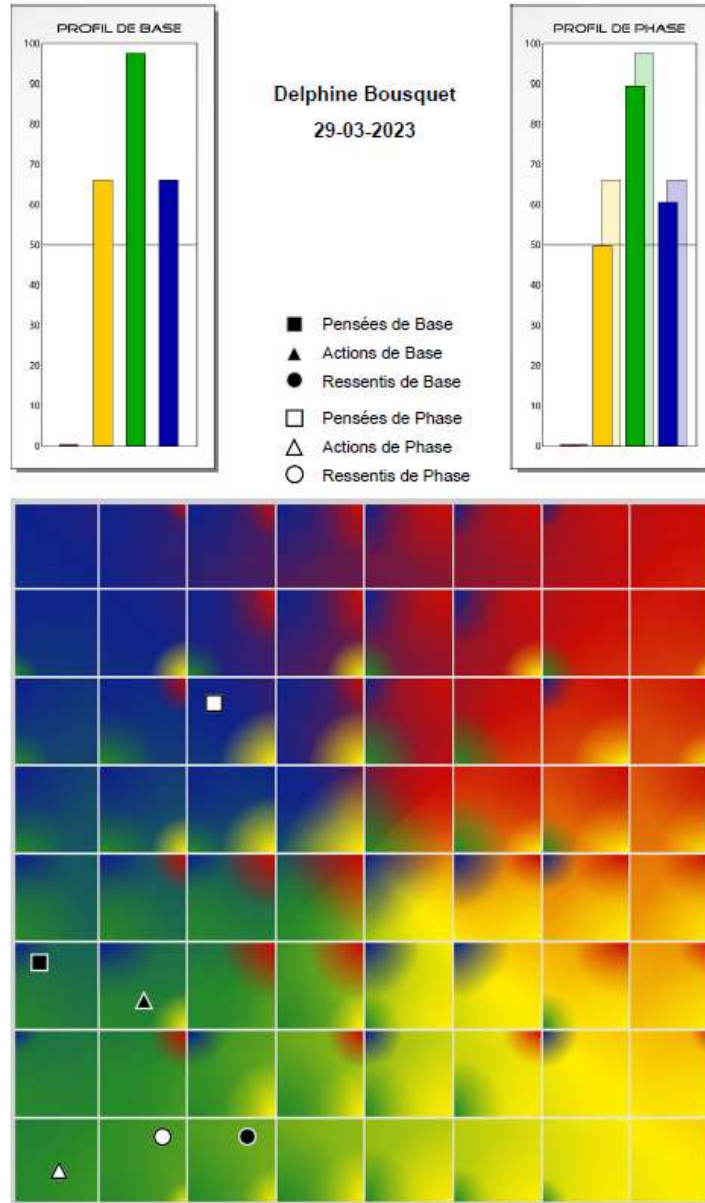 PROFIL DE BASE
100
90
80
70
60
50
40
30
20
10
0
Delphine Bousquet
29-03-2023
PROFIL DE PHASE
100
90
80
70
60
50
40
30
20
10
0
Pensées de Base
Actions de Base
Ressentis de Base
Pensées de Phase
Actions de Phase
Ressentis de Phase